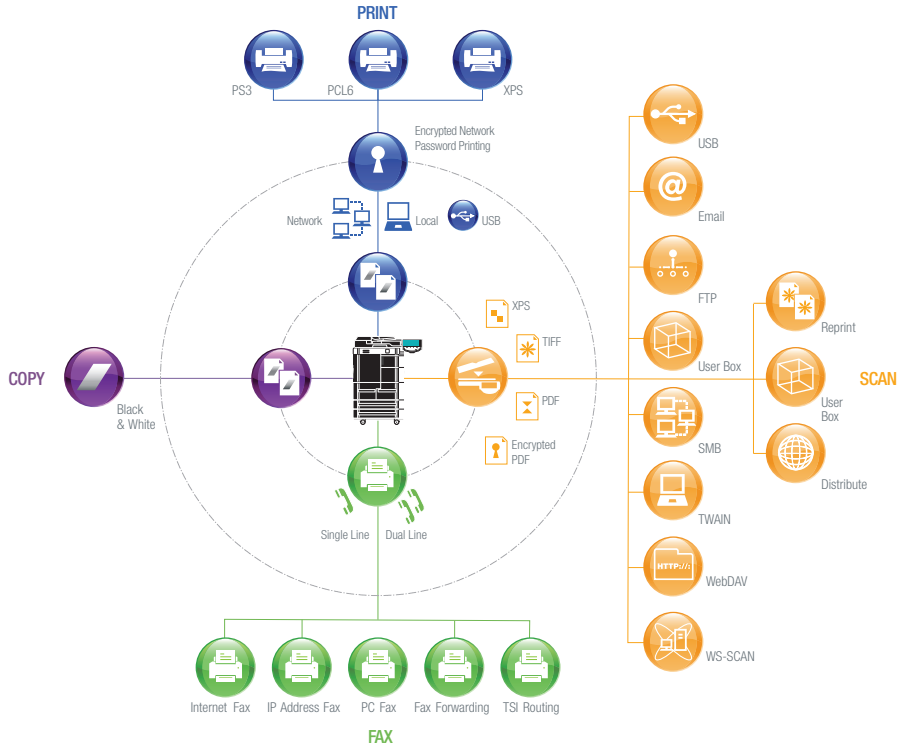 PRINT
PS3
PCL6
XPS
Encrypted Network
Password Printing
Network
Local
USB
XPS
TIFF
PDF
Encrypted
PDF
COPY
Black
& White
Single Line
Dual Line
Internet Fax
IP Address Fax
PC Fax
Fax Forwarding
TSI Routing
FAX
USB
@
Email
FTP
User Box
SMB
TWAIN
HTTP://:
WebDAV
WS-SCAN
Reprint
User
Box
Distribute
SCAN